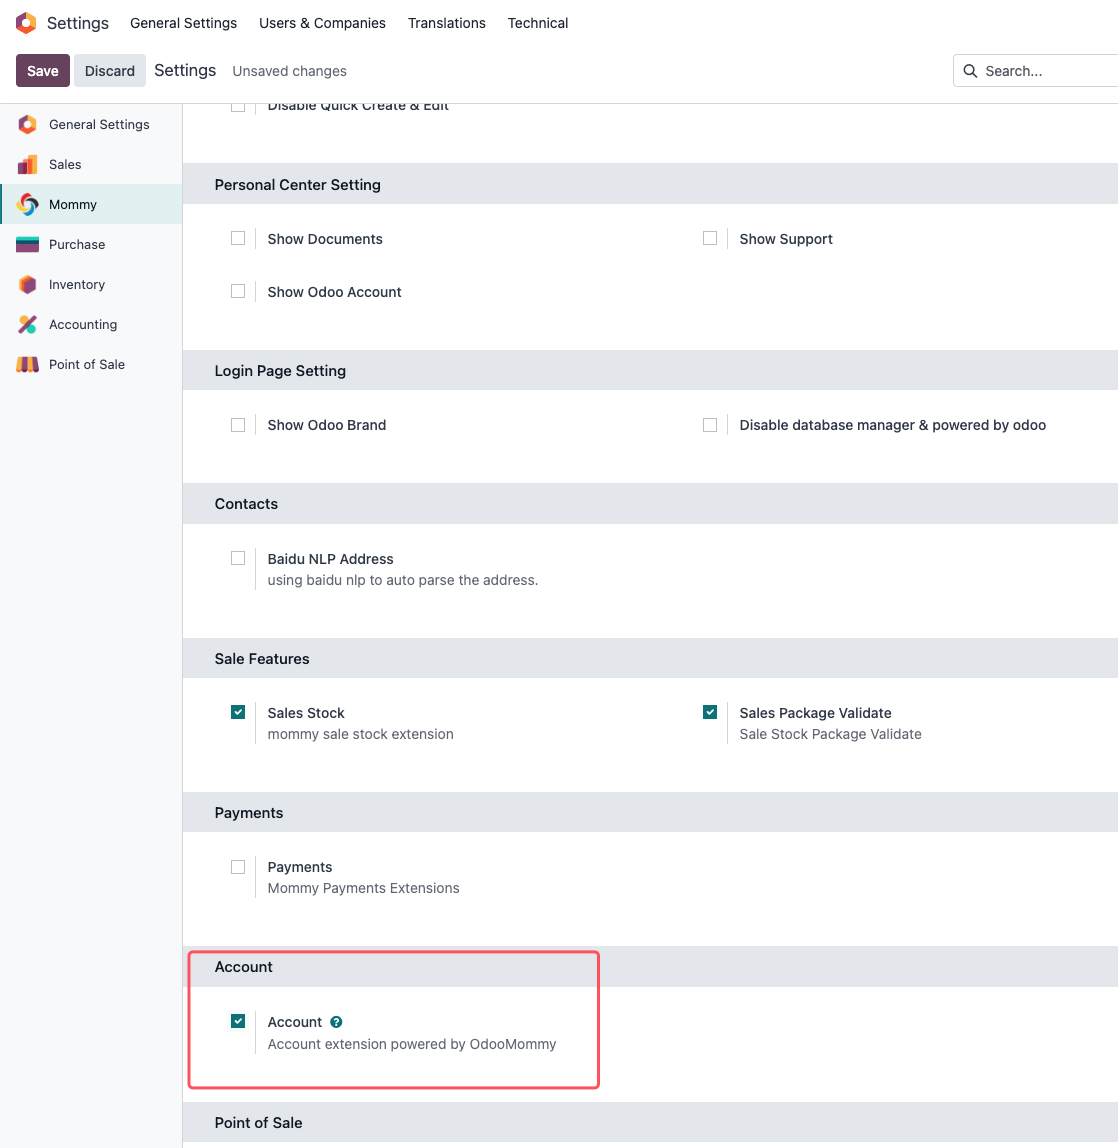 Settings General Settings Users & Companies Translations Technical
Save Discard Settings Unsaved changes Search...
General Settings
Sales
Mommy
Purchase
Inventory
Accounting
Point of Sale
Disable Quick Create & Edit
Personal Center Setting
Show Documents Show Support
Show Odoo Account
Login Page Setting
Show Odoo Brand Disable database manager & powered by odoo
Contacts
Baidu NLP Address
using baidu nlp to auto parse the address.
Sale Features
Sales Stock Sales Package Validate
mommy sale stock extension Sale Stock Package Validate
Payments
Payments
Mommy Payments Extensions
Account
Account ?
Account extension powered by OdooMommy
Point of Sale